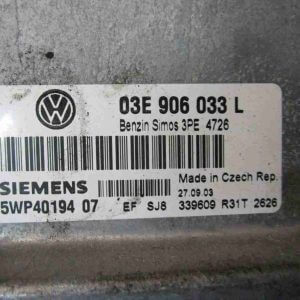 03E 906 033 L
Benzin Simos 3PE 4726
Made in Czech Rep.
SIEMENS
27.09.03
5WP40194 07
EF SJ8 339609 R31T 2626